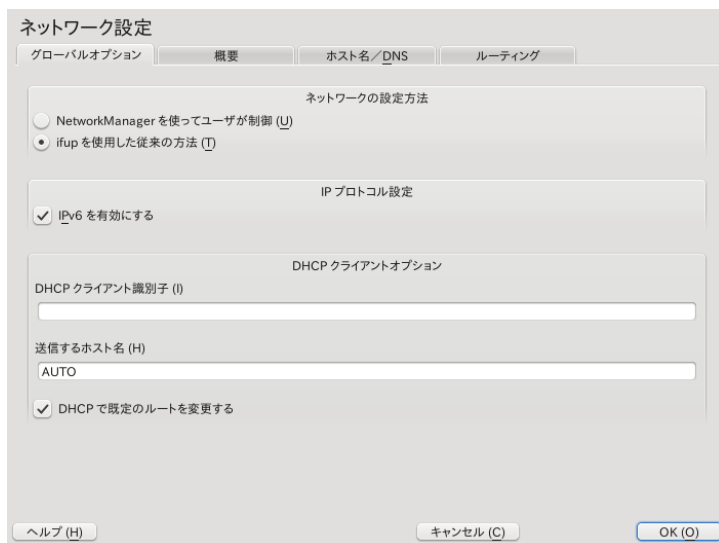 ネットワーク設定
グローバルオプション 概要 ホスト名／DNS ルーティング
ネットワークの設定方法
NetworkManager を使ってユーザが制御 (U)
ifup を使用した従来の方法 (T)
IP プロトコル設定
IPv6 を有効にする
DHCP クライアントオプション
DHCP クライアント識別子 (I)
送信するホスト名 (H)
AUTO
DHCP で既定のルートを変更する
ヘルプ (H) キャンセル (C) OK (O)